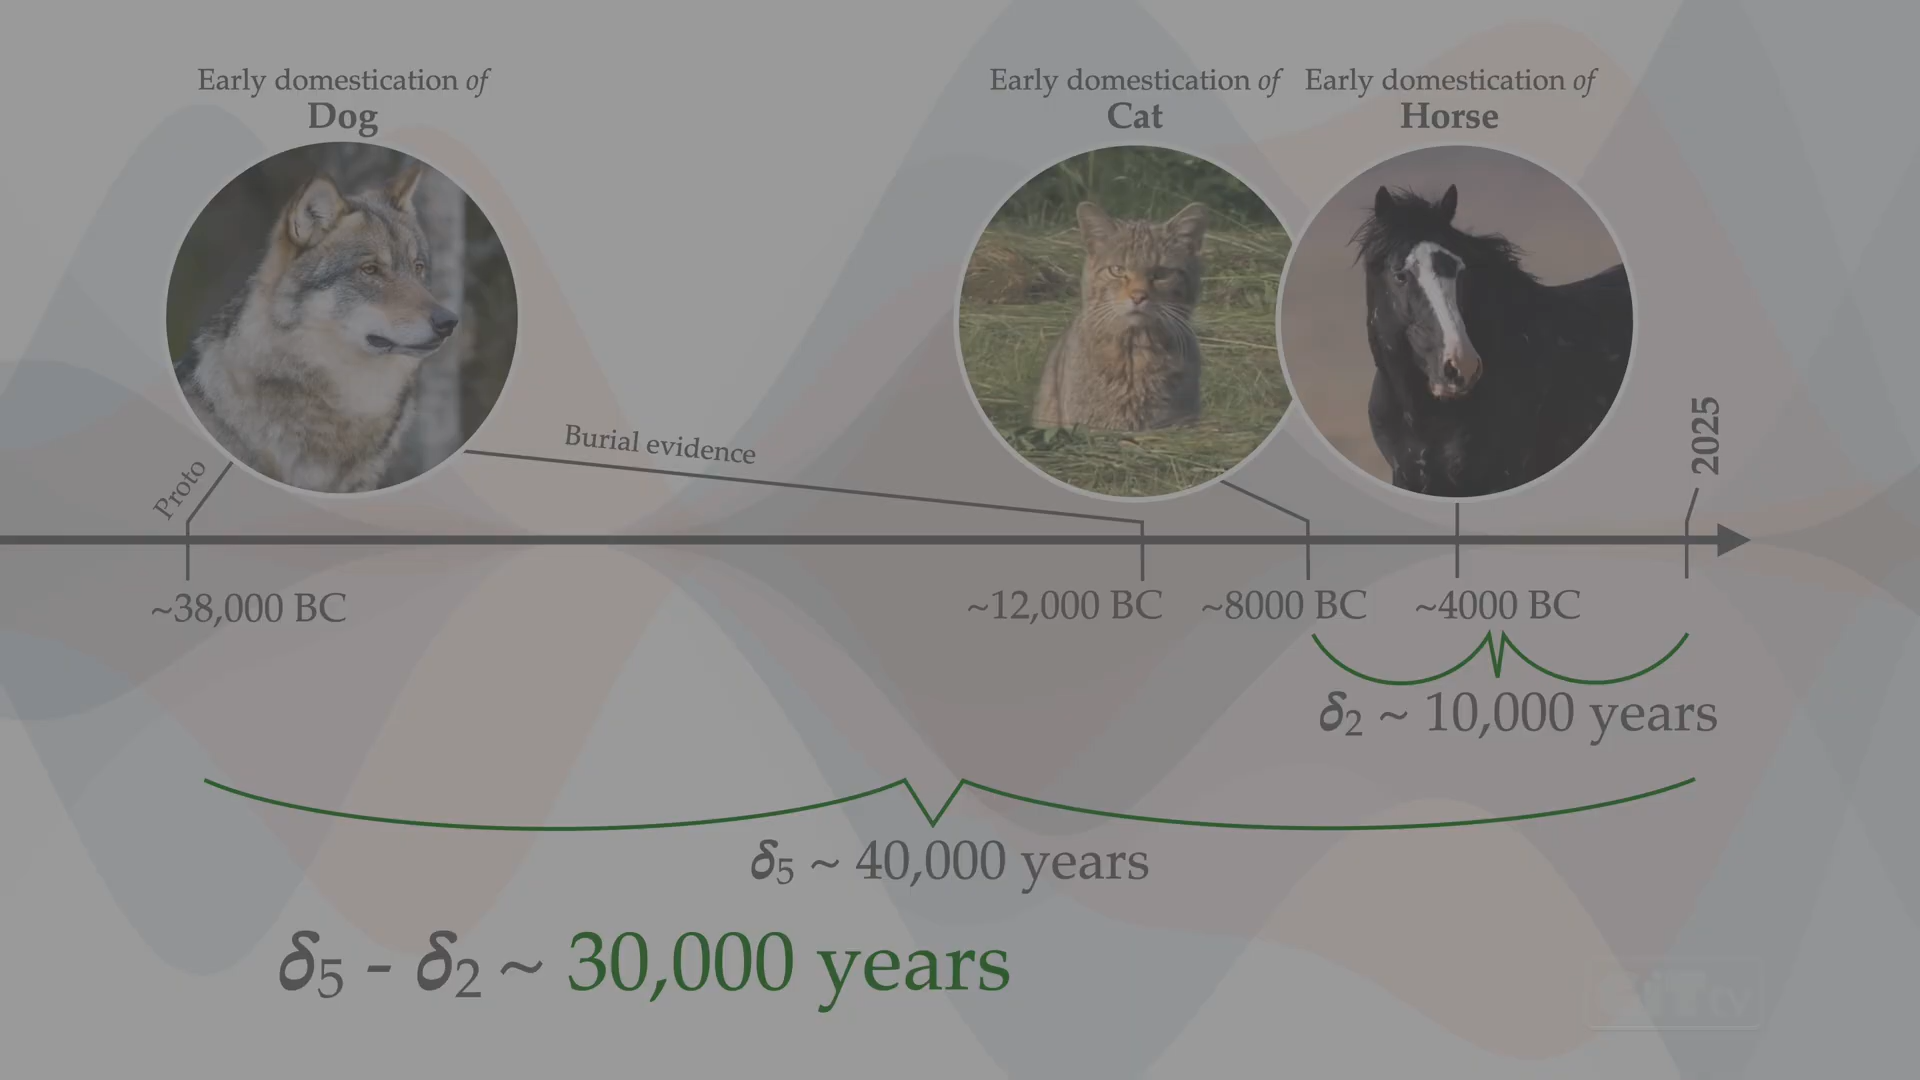 Early domestication of
Dog
Early domestication of
Cat
Early domestication of
Horse
Proto
Burial evidence
2025
~38,000 BC
~12,000 BC
~8000 BC
~4000 BC
δ2 ~ 10,000 years
δ5 ~ 40,000 years
δ5 - δ2 ~ 30,000 years